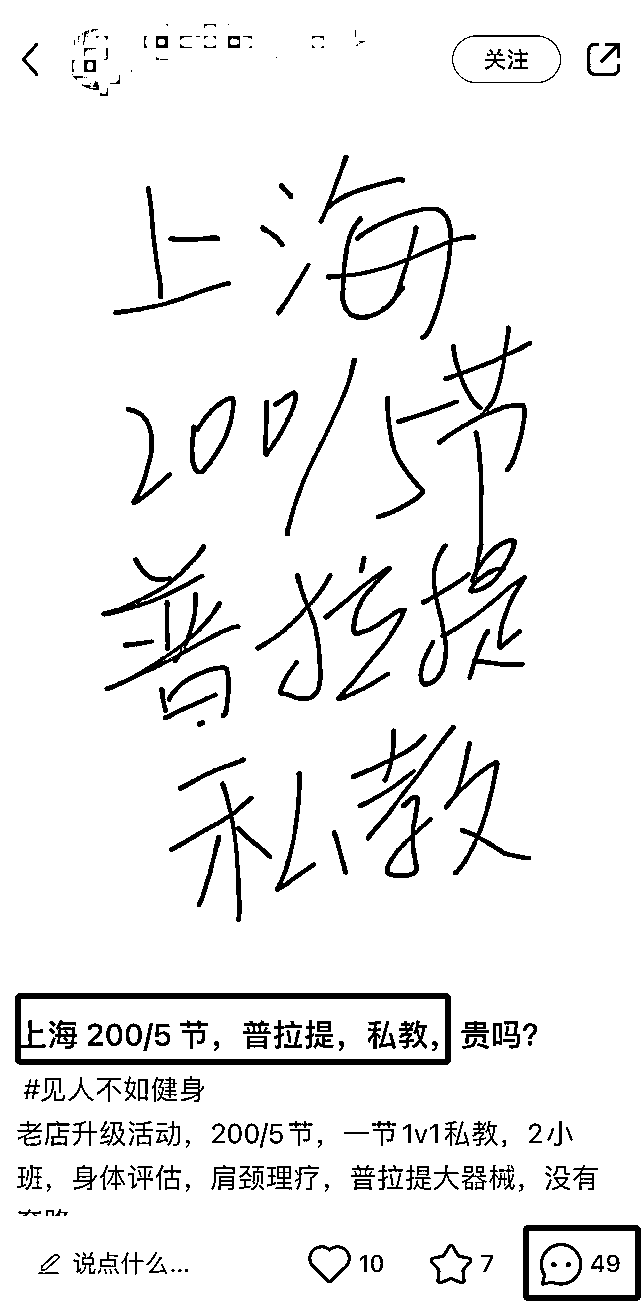 关注
上海
200/5节
普拉提
私教
上海 200/5 节，普拉提，私教，贵吗？
#见人不如健身
老店升级活动，200/5节，一节1v1私教，2小
班，身体评估，肩颈理疗，普拉提大器械，没有
说点什么... 10 7 49